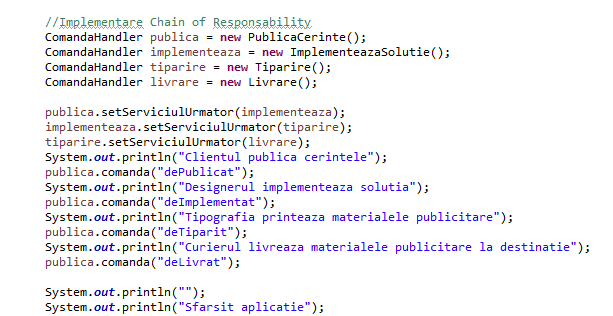 //Implementare Chain of Responsability
ComandaHandler publica = new PublicaCerinte();
ComandaHandler implementeaza = new ImplementeazaSolutie();
ComandaHandler tiparire = new Tiparire();
ComandaHandler livrare = new Livrare();
publica.setServiciulUrmator(implementeaza);
implementeaza.setServiciulUrmator(tiparire);
tiparire.setServiciulUrmator(livrare);
System.out.println("Clientul publica cerintele");
publica.comanda("dePublicat");
System.out.println("Designerul implementeaza solutia");
publica.comanda("deImplementat");
System.out.println("Tipografia printeaza materialele publicitare");
publica.comanda("deTiparit");
System.out.println("Curierul livreaza materialele publicitare la destinatie");
publica.comanda("deLivrat");
System.out.println("");
System.out.println("Sfarsit aplicatie");